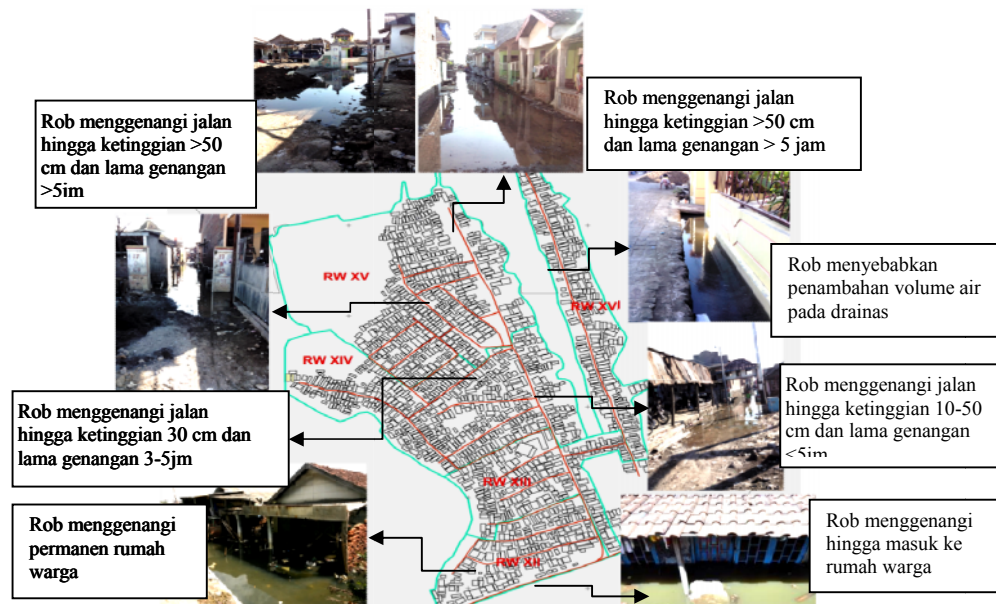 Rob menggenangi jalan
hingga ketinggian >50
cm dan lama genangan
>5jm
Rob menggenangi jalan
hingga ketinggian >50 cm
dan lama genangan > 5 jam
Rob menyebabkan
penambahan volume air
pada drainas
RW XV
RW XVI
RW XIV
Rob menggenangi jalan
hingga ketinggian 30 cm dan
lama genangan 3-5jm
Rob menggenangi jalan
hingga ketinggian 10-50
cm dan lama genangan
<5jm
RW XIII
Rob menggenangi
permanen rumah
warga
RW XII
Rob menggenangi
hingga masuk ke
rumah warga